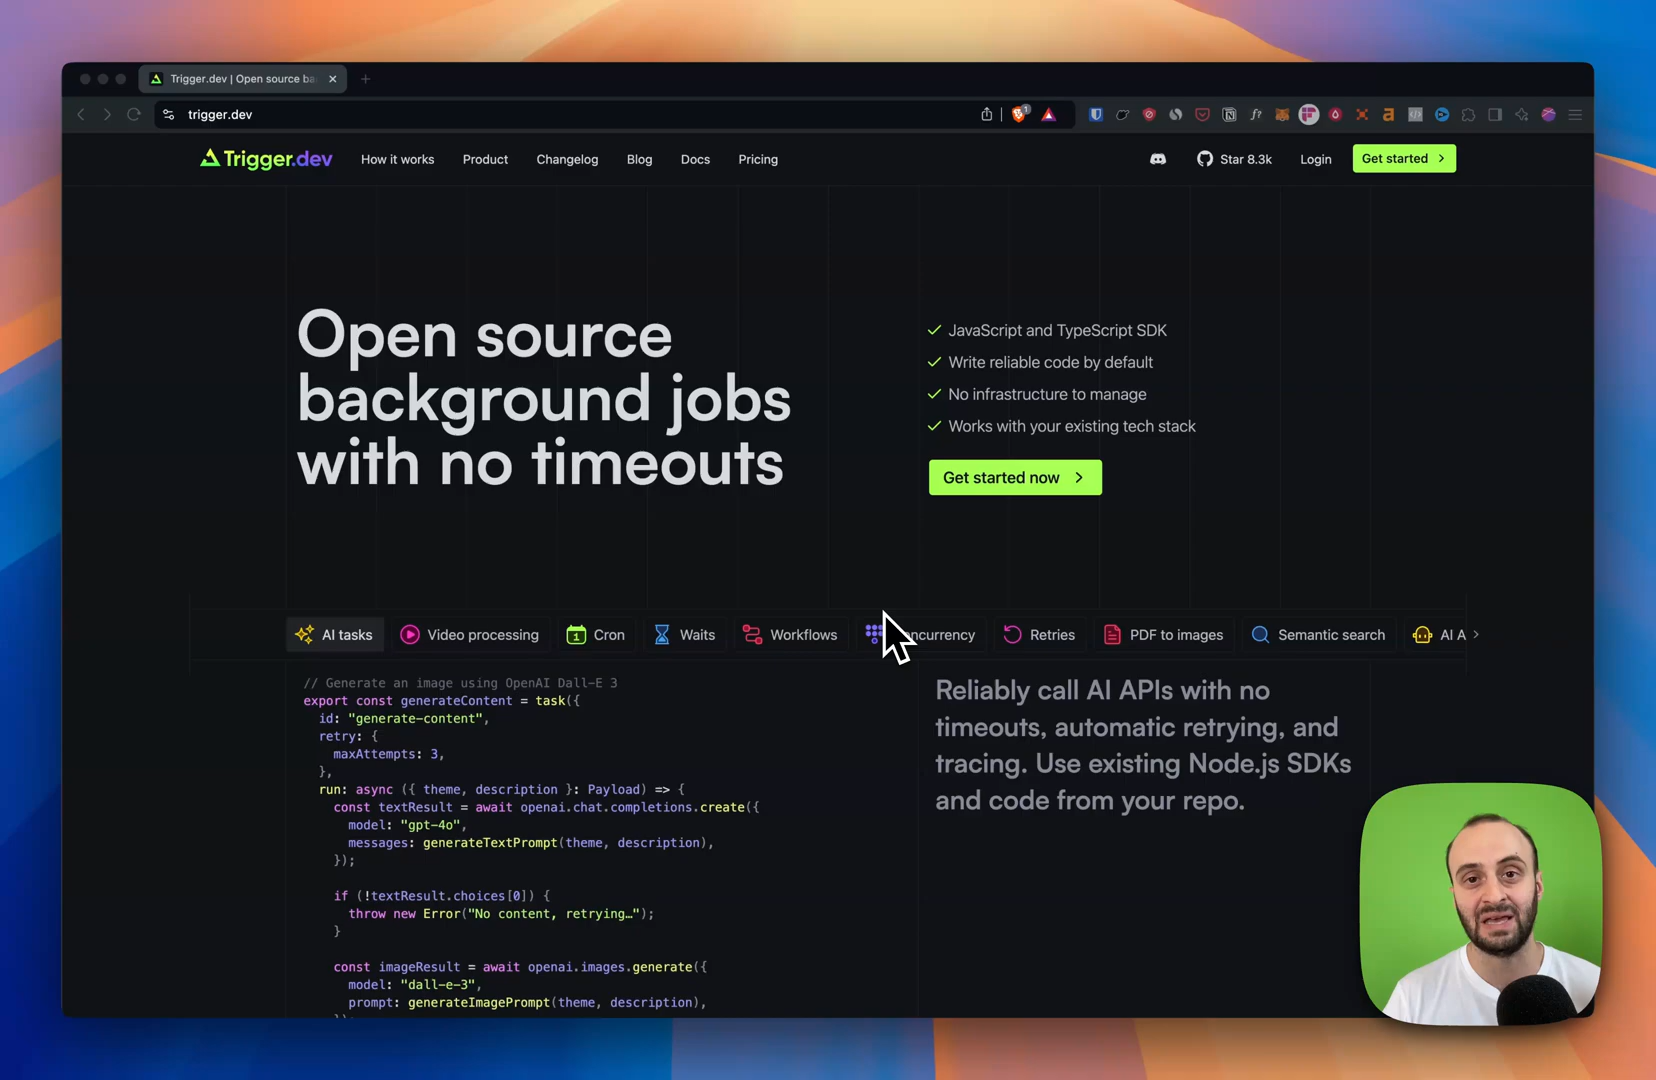 Trigger.dev | Open source ba
trigger.dev
1
Trigger.dev
How it works
Product
Changelog
Blog
Docs
Pricing
Star 8.3k
Login
Get started
Open source
background jobs
with no timeouts
JavaScript and TypeScript SDK
Write reliable code by default
No infrastructure to manage
Works with your existing tech stack
Get started now
AI tasks
Video processing
1
Cron
Waits
Workflows
ncurrency
Retries
PDF to images
Semantic search
AI A
// Generate an image using OpenAI Dall-E 3
export const generateContent = task({
id: "generate-content",
retry: {
maxAttempts: 3,
},
run: async ({ theme, description }: Payload) => {
const textResult = await openai.chat.completions.create({
model: "gpt-4o",
messages: generateTextPrompt(theme, description),
});
if (!textResult.choices[0]) {
throw new Error("No content, retrying…");
}
const imageResult = await openai.images.generate({
model: "dall-e-3",
prompt: generateImagePrompt(theme, description),
Reliably call AI APIs with no
timeouts, automatic retrying, and
tracing. Use existing Node.js SDKs
and code from your repo.